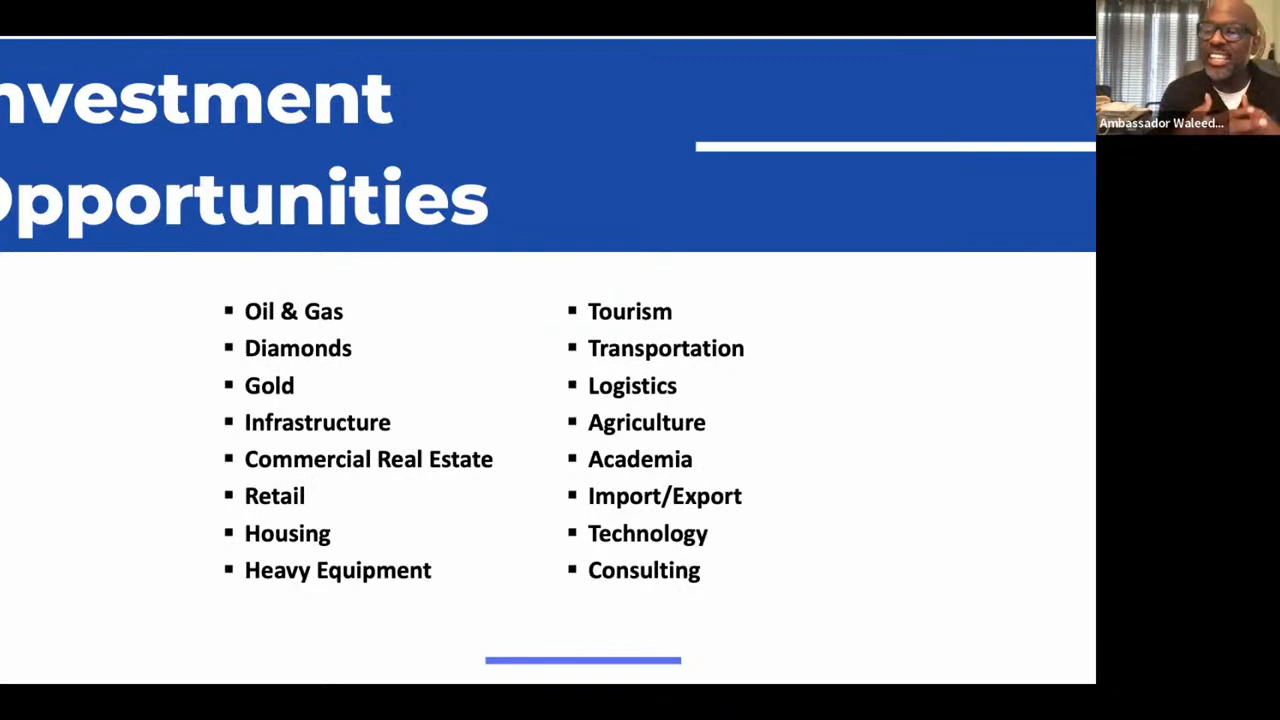 nvestment
Opportunities
Oil & Gas
Diamonds
Gold
Infrastructure
Commercial Real Estate
Retail
Housing
Heavy Equipment
Tourism
Transportation
Logistics
Agriculture
Academia
Import/Export
Technology
Consulting
Ambassador Waleed...